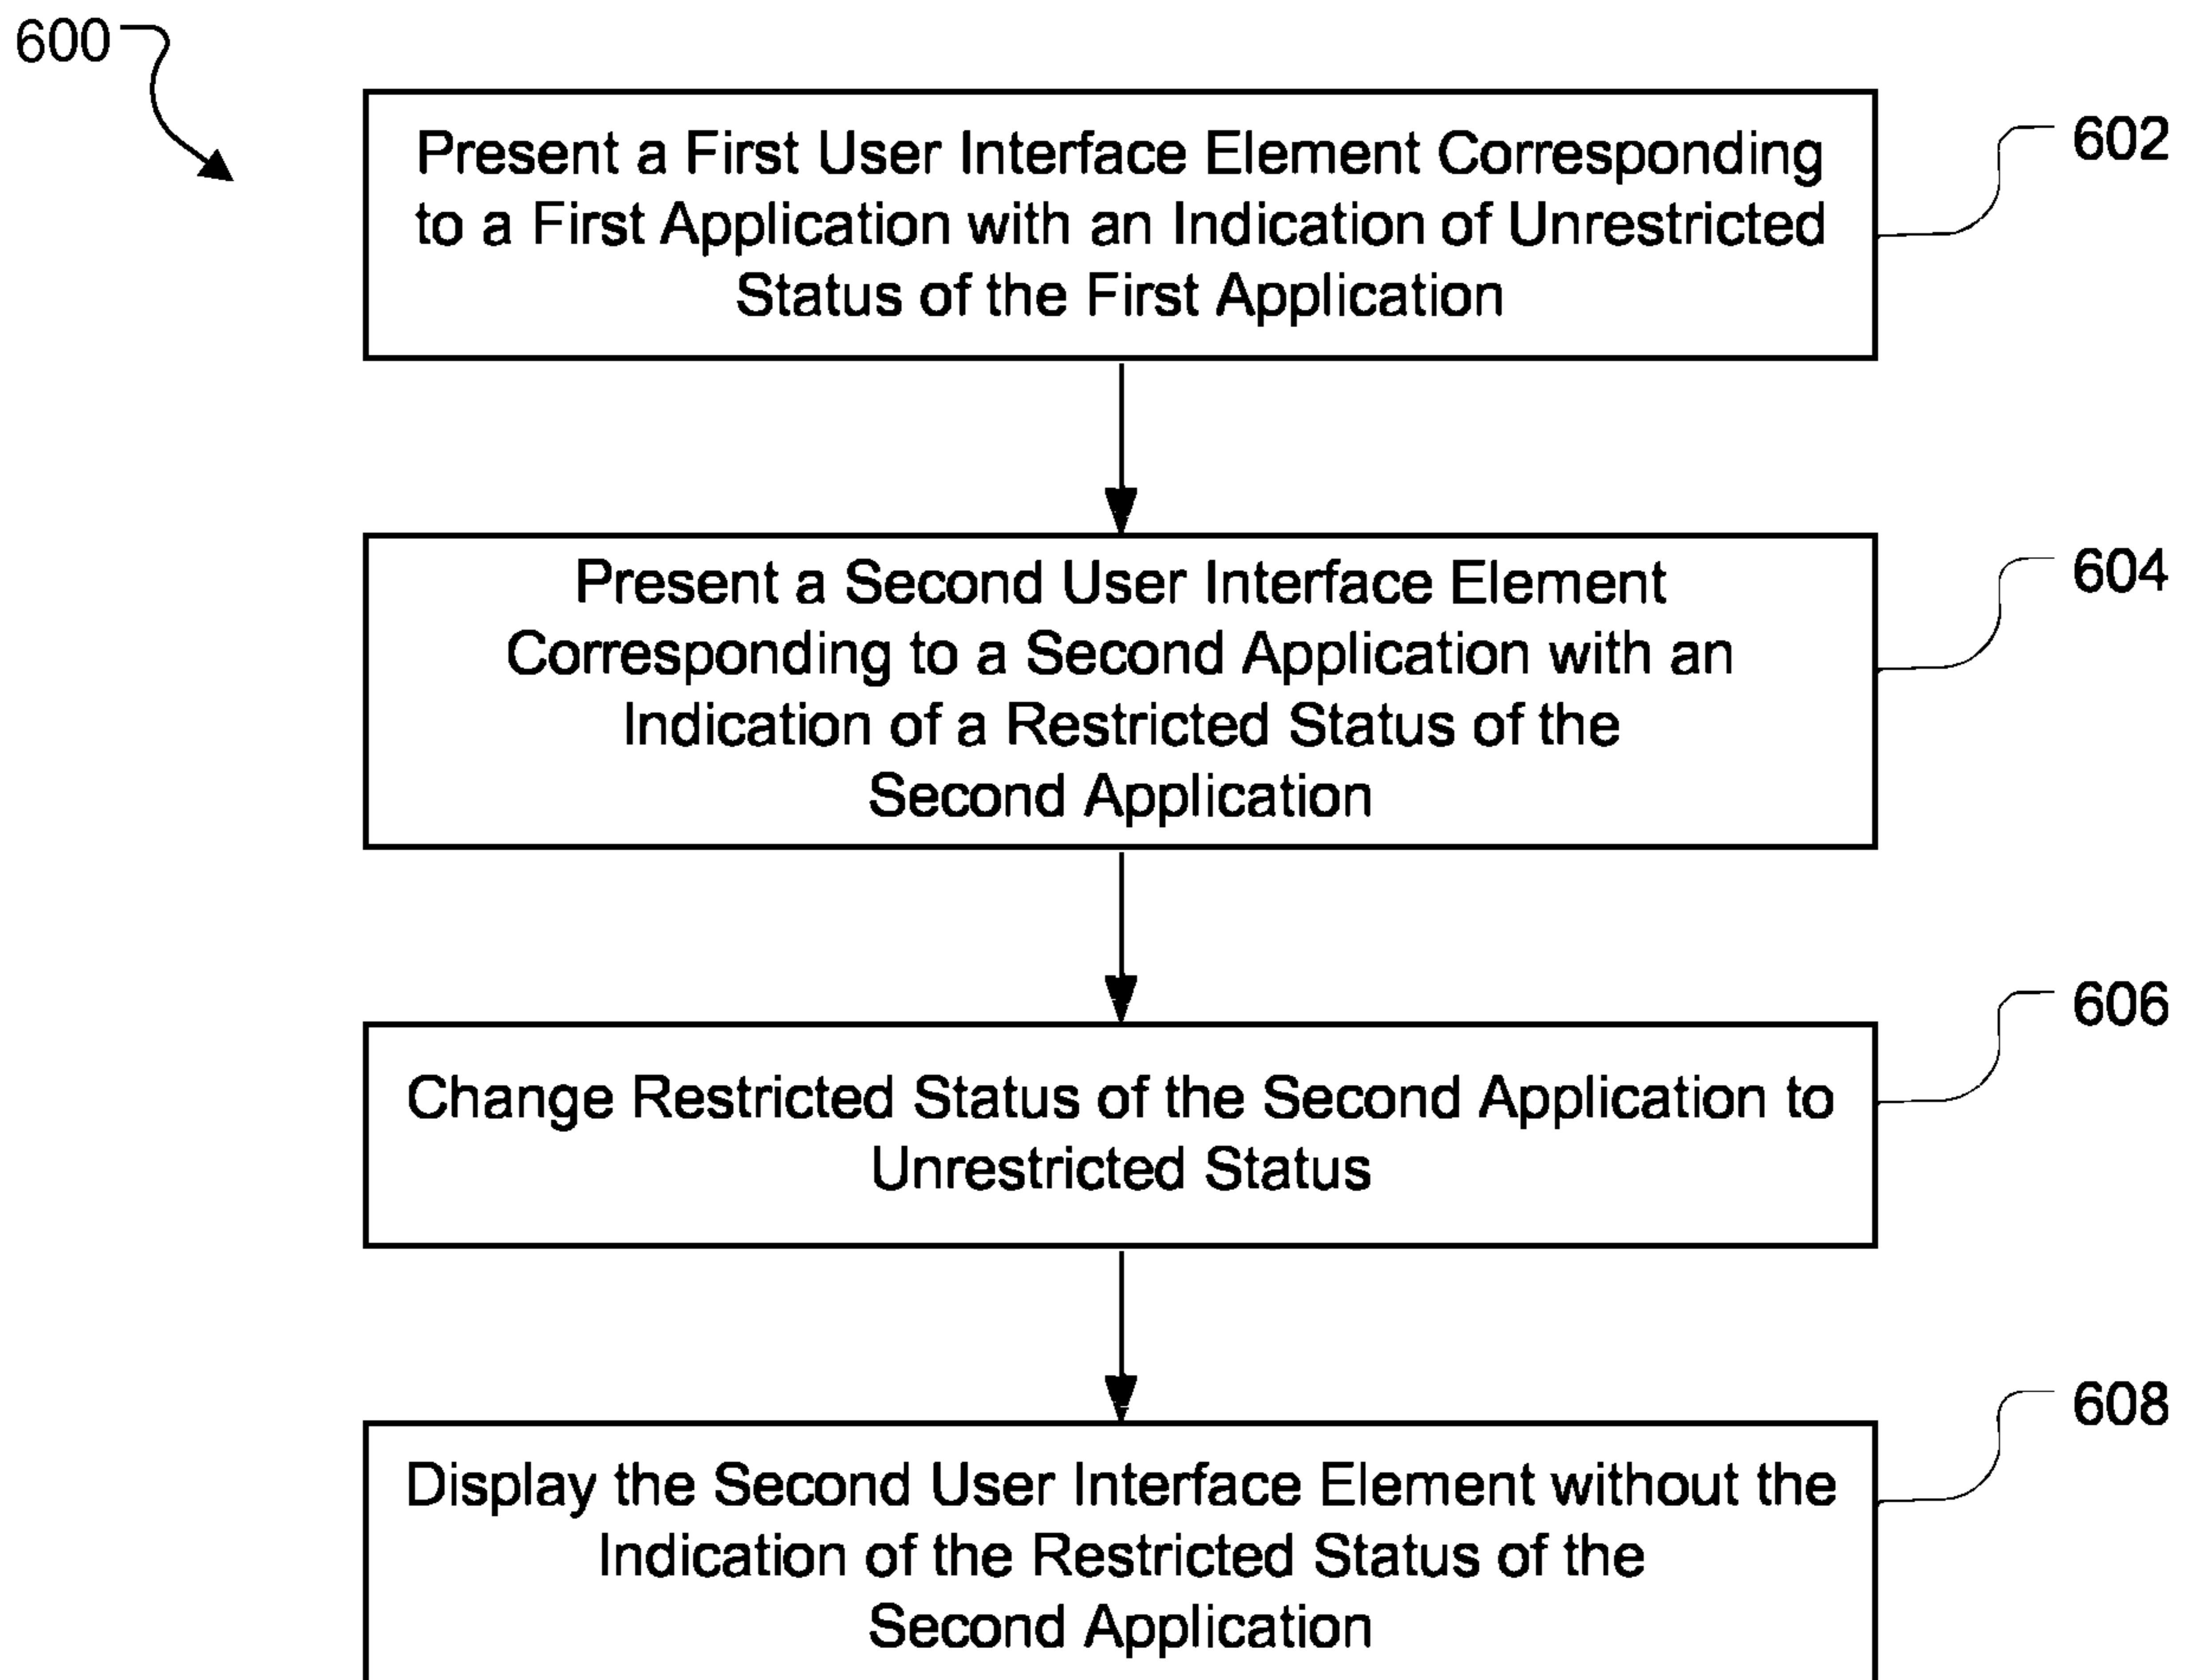 600
Present a First User Interface Element Corresponding
to a First Application with an Indication of Unrestricted
Status of the First Application
602
Present a Second User Interface Element
Corresponding to a Second Application with an
Indication of a Restricted Status of the
Second Application
604
Change Restricted Status of the Second Application to
Unrestricted Status
606
Display the Second User Interface Element without the
Indication of the Restricted Status of the
Second Application
608